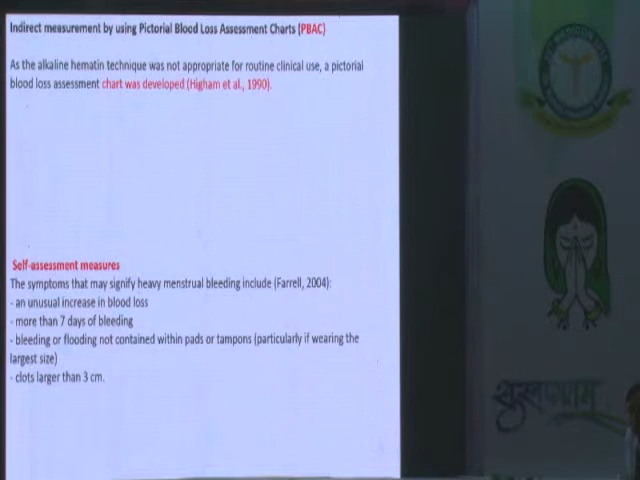 Indirect measurement by using Pictorial Blood Loss Assessment Charts (PBAC)
As the alkaline hematin technique was not appropriate for routine clinical use, a pictorial
blood loss assessment chart was developed (Higham et al., 1990).
Self-assessment measures
The symptoms that may signify heavy menstrual bleeding include (Farrell, 2004):
- an unusual increase in blood loss
- more than 7 days of bleeding
- bleeding or flooding not contained within pads or tampons (particularly if wearing the
largest size)
- clots larger than 3 cm.